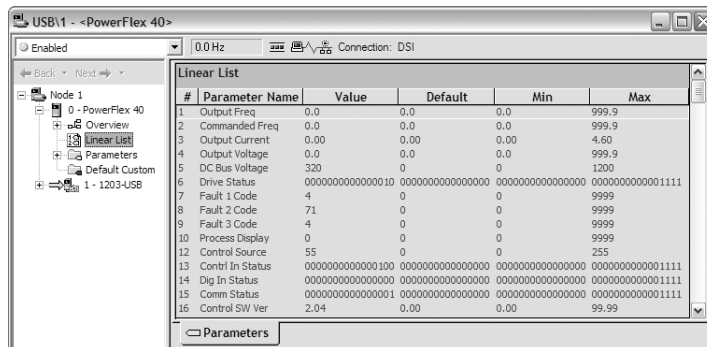 USB\1 - <PowerFlex 40>
Enabled 0.0 Hz Connection: DSI
Back Next
Node 1
0 - PowerFlex 40
Overview
Linear List
Parameters
Default Custom
1 - 1203-USB
Linear List
# Parameter Name Value Default Min Max
1 Output Freq 0.0 0.0 0.0 999.9
2 Commanded Freq 0.0 0.0 0.0 999.9
3 Output Current 0.00 0.00 0.00 4.60
4 Output Voltage 0.0 0.0 0.0 999.9
5 DC Bus Voltage 320 0 0 1200
6 Drive Status 0000000000000010 0000000000000000 0000000000000000 0000000000001111
7 Fault 1 Code 4 0 0 9999
8 Fault 2 Code 71 0 0 9999
9 Fault 3 Code 4 0 0 9999
10 Process Display 0 0 0 9999
12 Control Source 55 0 0 255
13 Contrl In Status 0000000000000100 0000000000000000 0000000000000000 0000000000001111
14 Dig In Status 0000000000000000 0000000000000000 0000000000000000 0000000000001111
15 Comm Status 0000000000000001 0000000000000000 0000000000000000 0000000000001111
16 Control SW Ver 2.04 0.00 0.00 99.99
Parameters